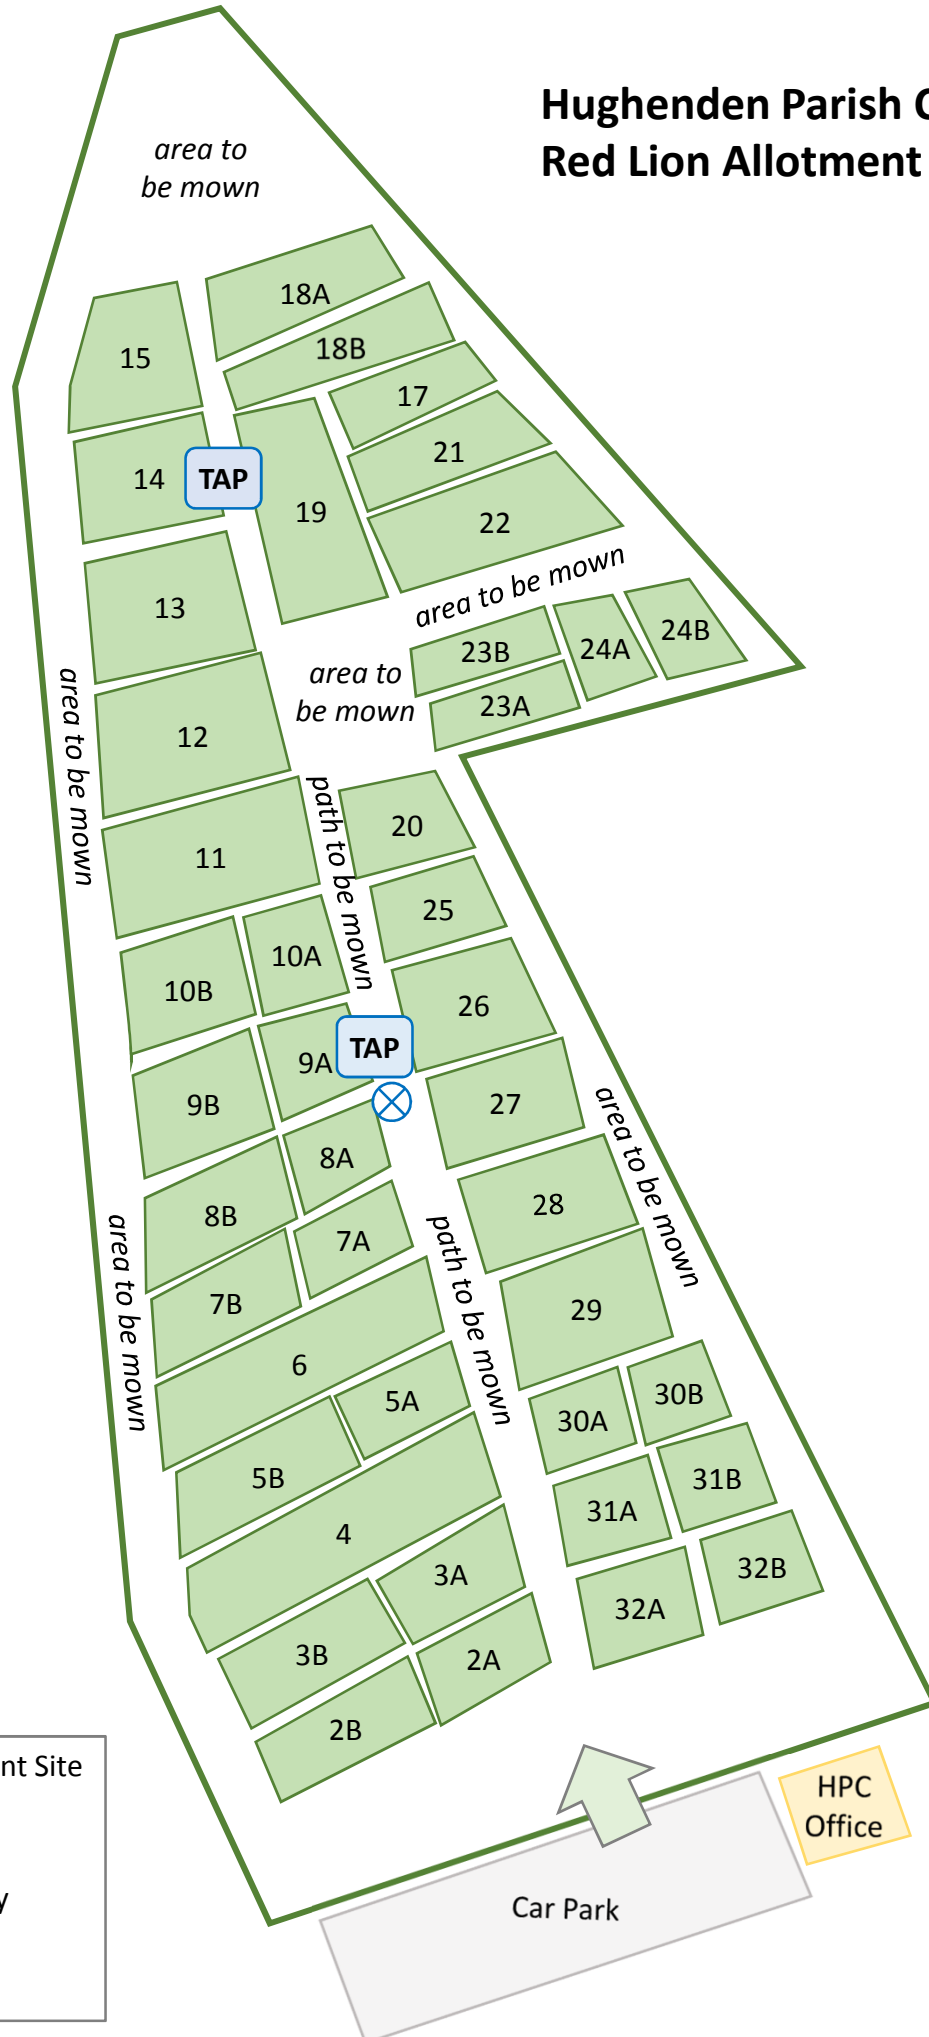 Hughenden Parish
Red Lion Allotment
area to
be mown
18A
15
18B
17
14
TAP
19
21
22
13
area to be mown
23B
24A
24B
area to
be mown
23A
area to be mown
12
path to be mown
20
11
25
10A
10B
26
9A
TAP
9B
27
area to be mown
8A
8B
28
area to be mown
7A
path to be mown
7B
29
6
5A
30A
30B
5B
31A
31B
4
3A
32A
32B
3B
2A
2B
nt Site
y
HPC
Office
Car Park